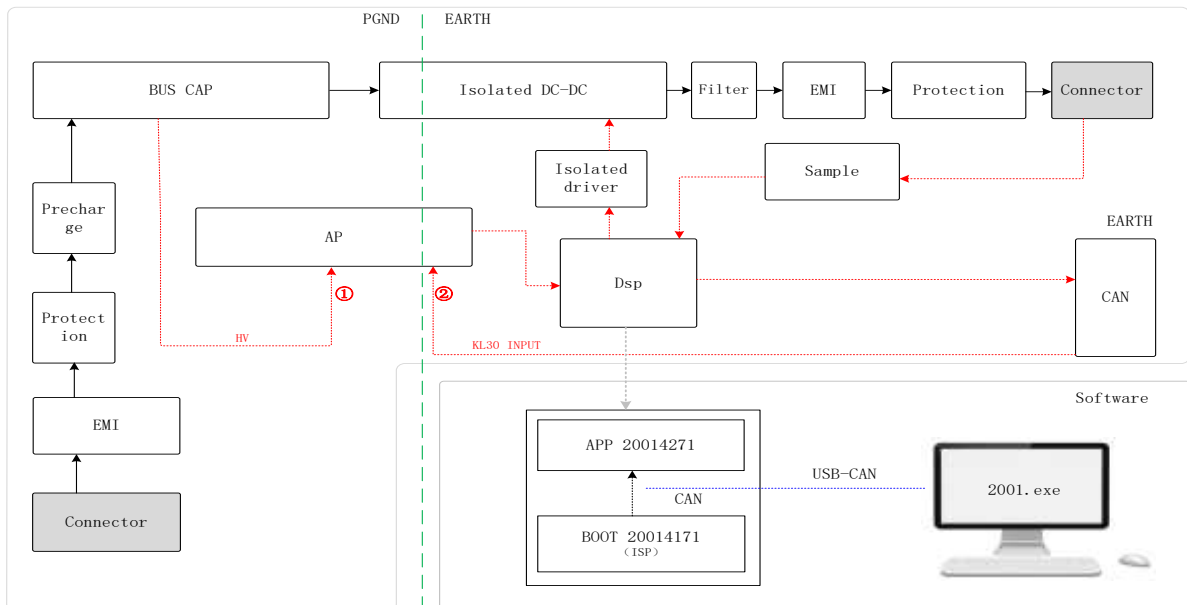 PGND
EARTH
BUS CAP
Isolated DC-DC
Filter
EMI
Protection
Connector
Isolated
driver
Sample
Prechar
ge
AP
EARTH
Dsp
CAN
①
②
Protect
ion
HV
KL30 INPUT
EMI
Software
APP 20014271
USB-CAN
CAN
2001.exe
Connector
BOOT 20014171
(ISP)